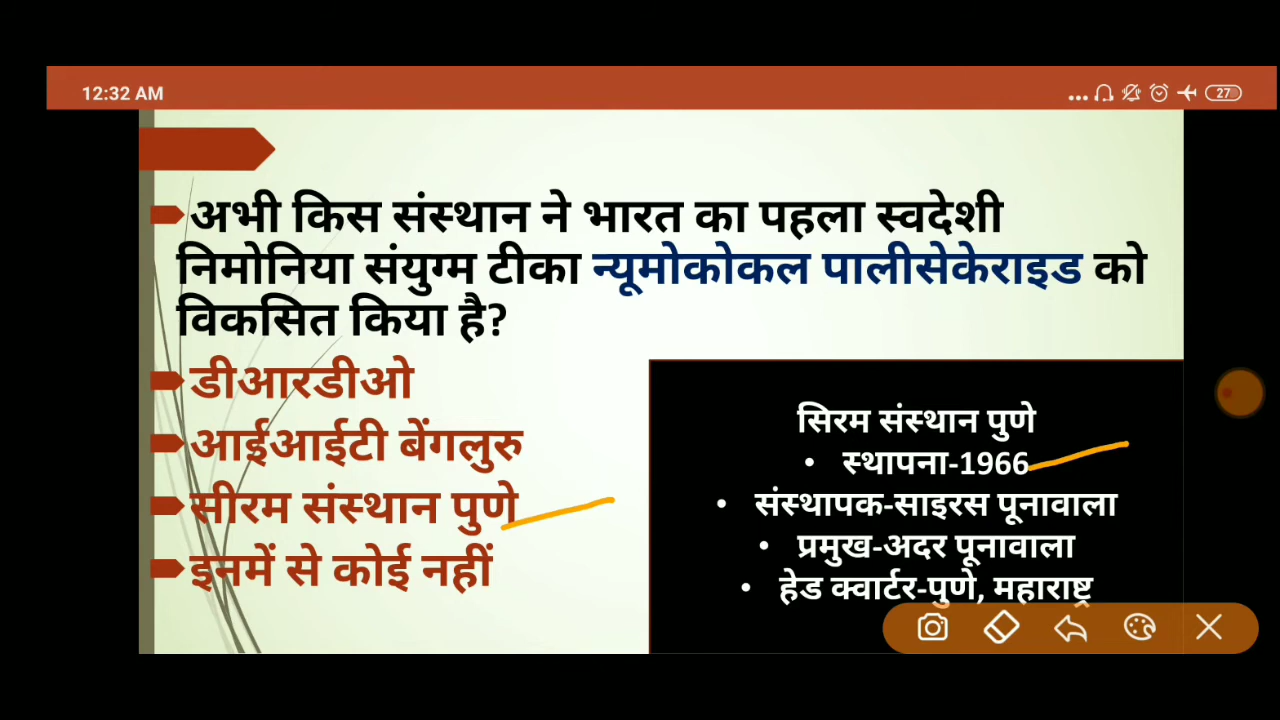 12:32 AM
27
अभी किस संस्थान ने भारत का पहला स्वदेशी
निमोनिया संयुग्म टीका न्यूमोकोकल पालीसेकेराइड को
विकसित किया है?
डीआरडीओ
आईआईटी बेंगलुरु
सीरम संस्थान पुणे
इनमें से कोई नहीं
सिरम संस्थान पुणे
• स्थापना-1966
• संस्थापक-साइरस पूनावाला
• प्रमुख-अदर पूनावाला
• हेड क्वार्टर-पुणे, महाराष्ट्र